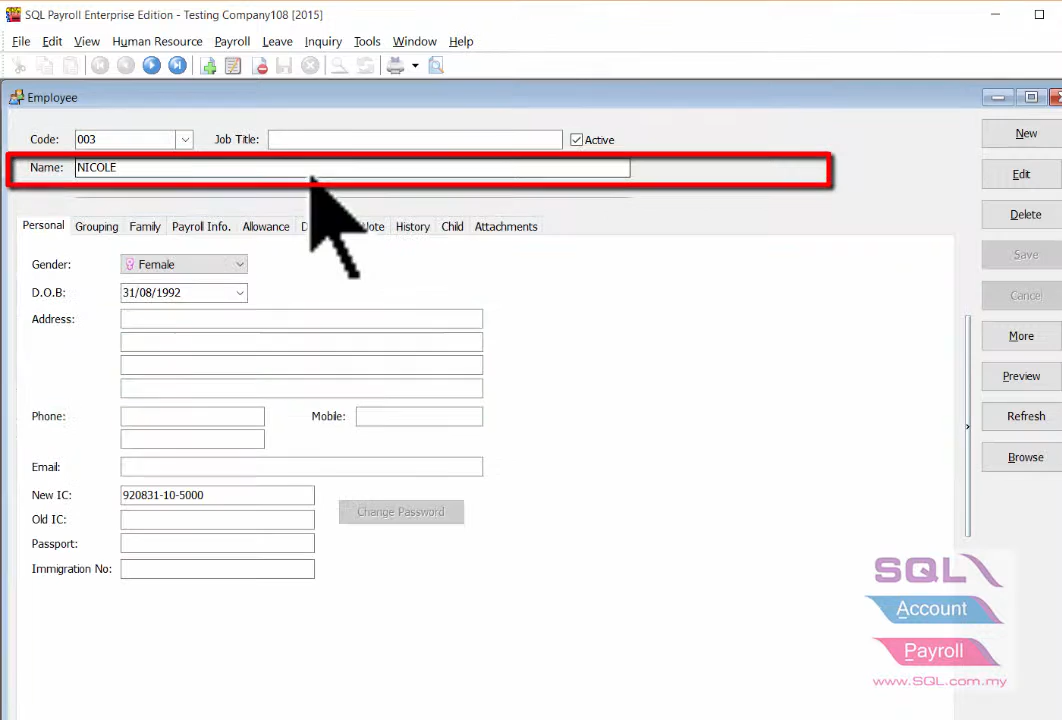 SQL Payroll Enterprise Edition - Testing Company108 [2015]
File Edit View Human Resource Payroll Leave Inquiry Tools Window Help
Employee
Code: 003 Job Title: Active
Name: NICOLE
Personal Grouping Family Payroll Info. Allowance History Child Attachments
Gender: Female
D.O.B: 31/08/1992
Address:
Phone: Mobile:
Email:
New IC: 920831-10-5000
Old IC: Change Password
Passport:
Immigration No:
New
Edit
Delete
Save
Cancel
More
Preview
Refresh
Browse
SQL
Account
Payroll
www.SQL.com.my